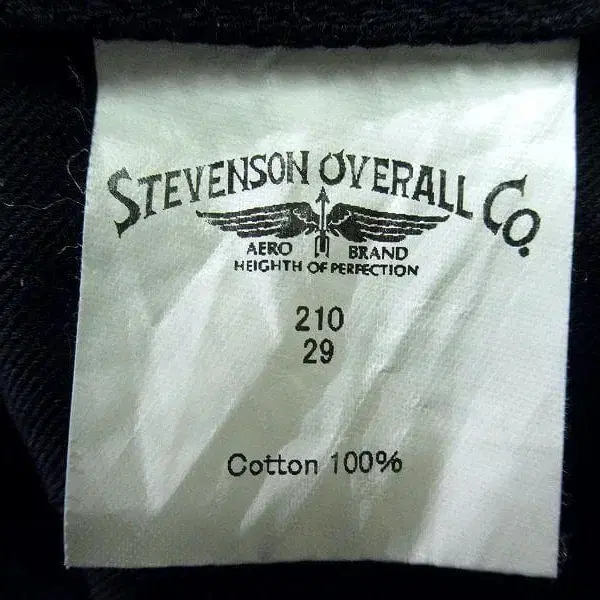 STEVENSON OVERALL CO.
AERO BRAND
HEIGHTH OF PERFECTION
210
29
Cotton 100%